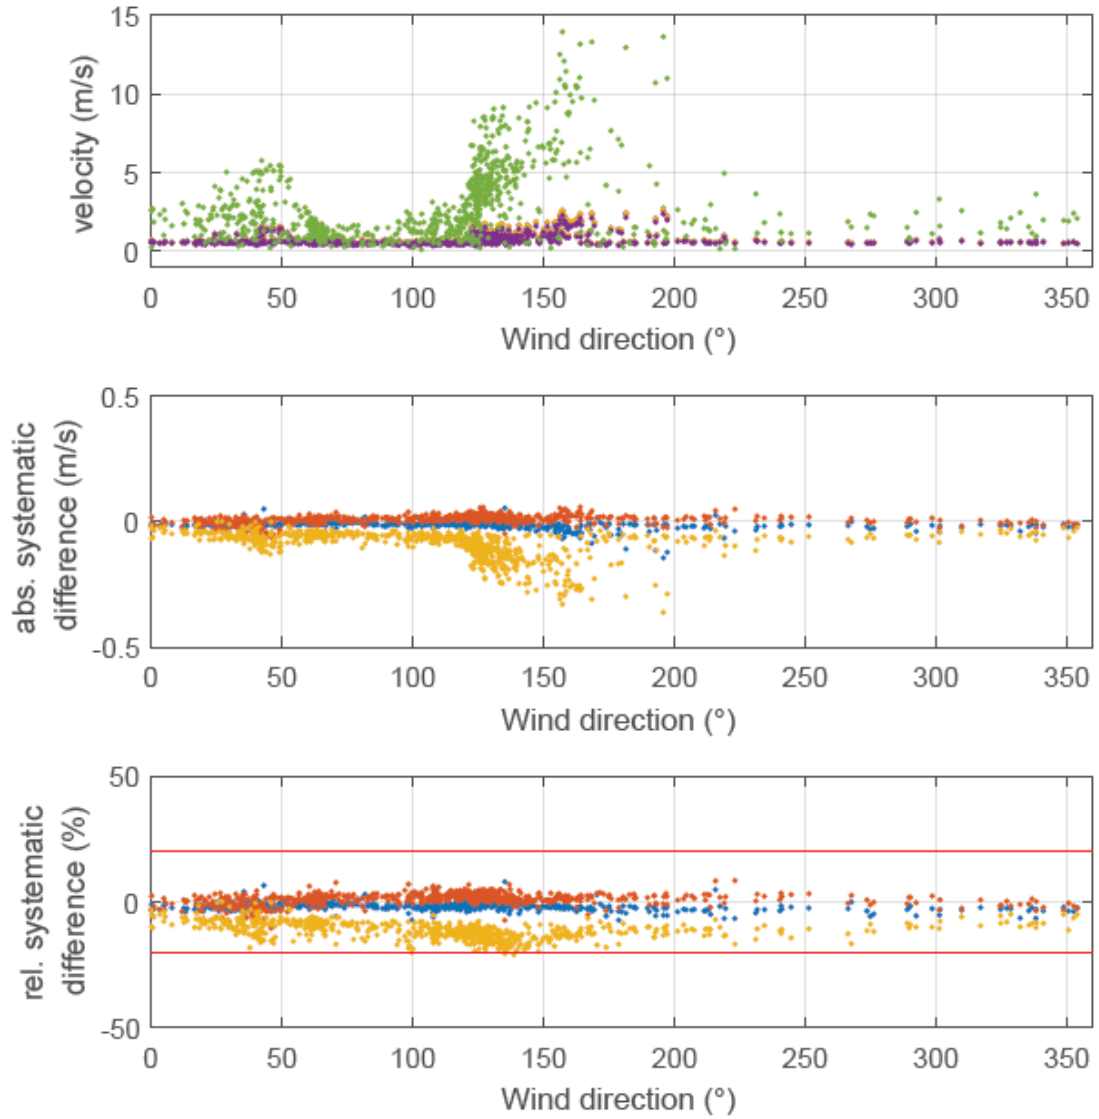 velocity (m/s)
15
10
5
0
0 50 100 150 200 250 300 350
Wind direction (°)
abs. systematic
difference (m/s)
0.5
0
-0.5
0 50 100 150 200 250 300 350
Wind direction (°)
rel. systematic
difference (%)
50
0
-50
0 50 100 150 200 250 300 350
Wind direction (°)